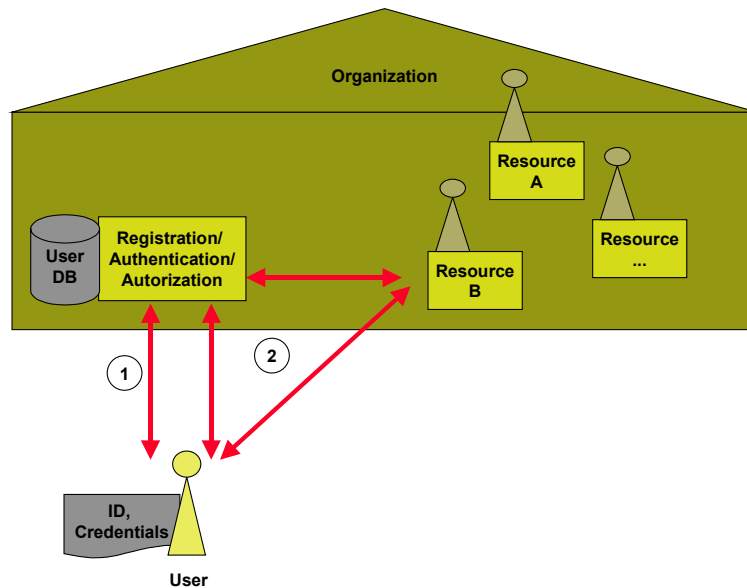 Organization
Resource
A
Resource
...
Resource
B
User
DB
Registration/
Authentication/
Autorization
1
2
ID,
Credentials
User